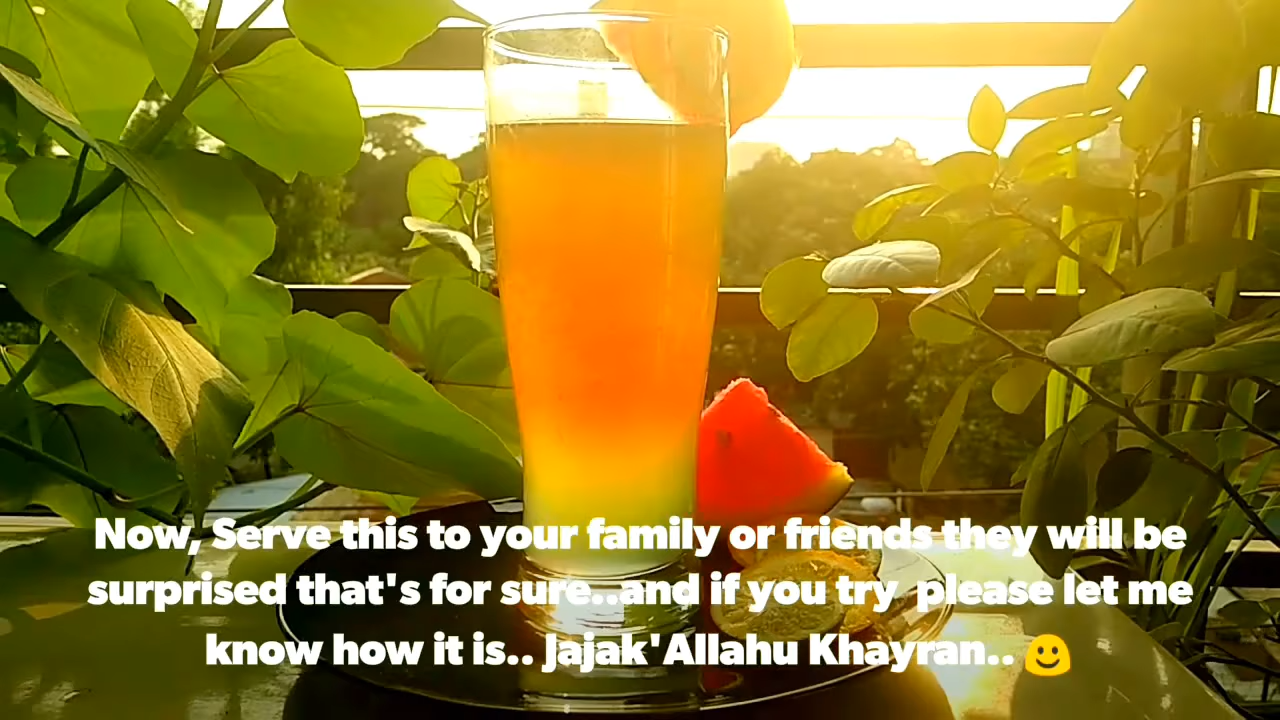 Now, Serve this to your family or friends they will be
surprised that's for sure..and if you try please let me
know how it is.. Jajak'Allahu Khayran.. 😃